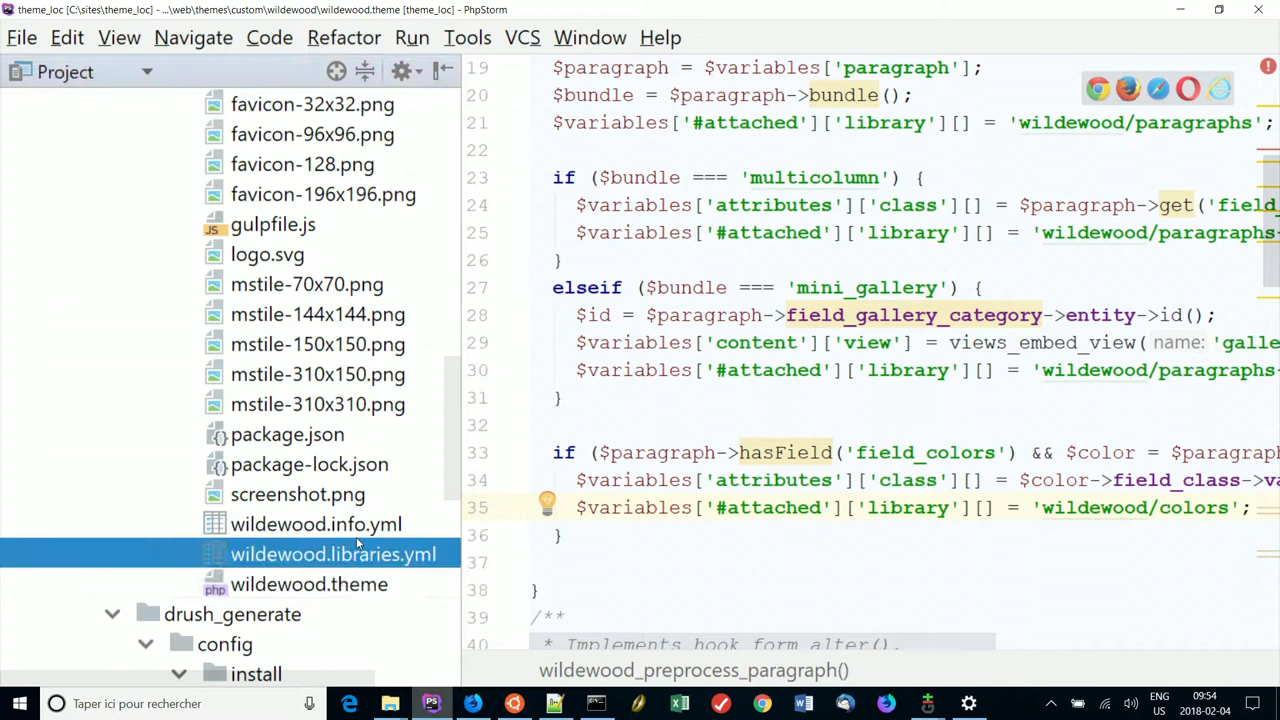 theme_loc [C:\sites\theme_loc] - ...\web\themes\custom\wildewood\wildewood.theme [theme_loc] - PhpStorm
File Edit View Navigate Code Refactor Run Tools VCS Window Help
Project
favicon-32x32.png
favicon-96x96.png
favicon-128.png
favicon-196x196.png
gulpfile.js
logo.svg
mstile-70x70.png
mstile-144x144.png
mstile-150x150.png
mstile-310x150.png
mstile-310x310.png
package.json
package-lock.json
screenshot.png
wildewood.info.yml
wildewood.libraries.yml
wildewood.theme
drush_generate
config
install
19 $paragraph = $variables['paragraph'];
20 $bundle = $paragraph->bundle();
21 $variables['#attached']['library'][] = 'wildewood/paragraphs';
22
23 if ($bundle === 'multicolumn') {
24 $variables['attributes']['class'][] = $paragraph->get('field_
25 $variables['#attached']['library'][] = 'wildewood/paragraphs
26 }
27 elseif ($bundle === 'mini_gallery') {
28 $id = $paragraph->field_gallery_category->entity->id();
29 $variables['content']['view'] = views_embed_view( name: 'galle
30 $variables['#attached']['library'][] = 'wildewood/paragraphs
31 }
32
33 if ($paragraph->hasField('field_colors') && $color = $paragra
34 $variables['attributes']['class'][] = $color->field_class->va
35 $variables['#attached']['library'][] = 'wildewood/colors';
36 }
37
38 }
39 /**
40 * Implements hook_form_alter().
wildewood_preprocess_paragraph()
Taper ici pour rechercher
ENG
US
09:54
2018-02-04